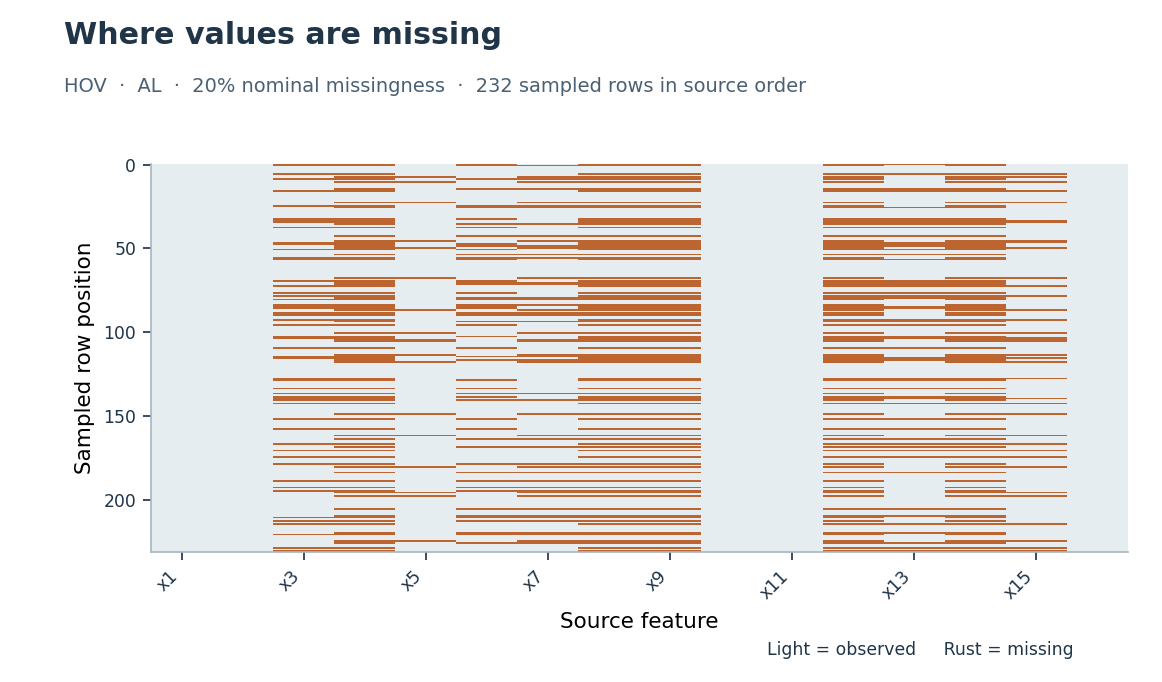 Where values are missing
HOV · AL · 20% nominal missingness · 232 sampled rows in source order
Sampled row position
0
50
100
150
200
x1 x3 x5 x7 x9 x11 x13 x15
Source feature
Light = observed Rust = missing